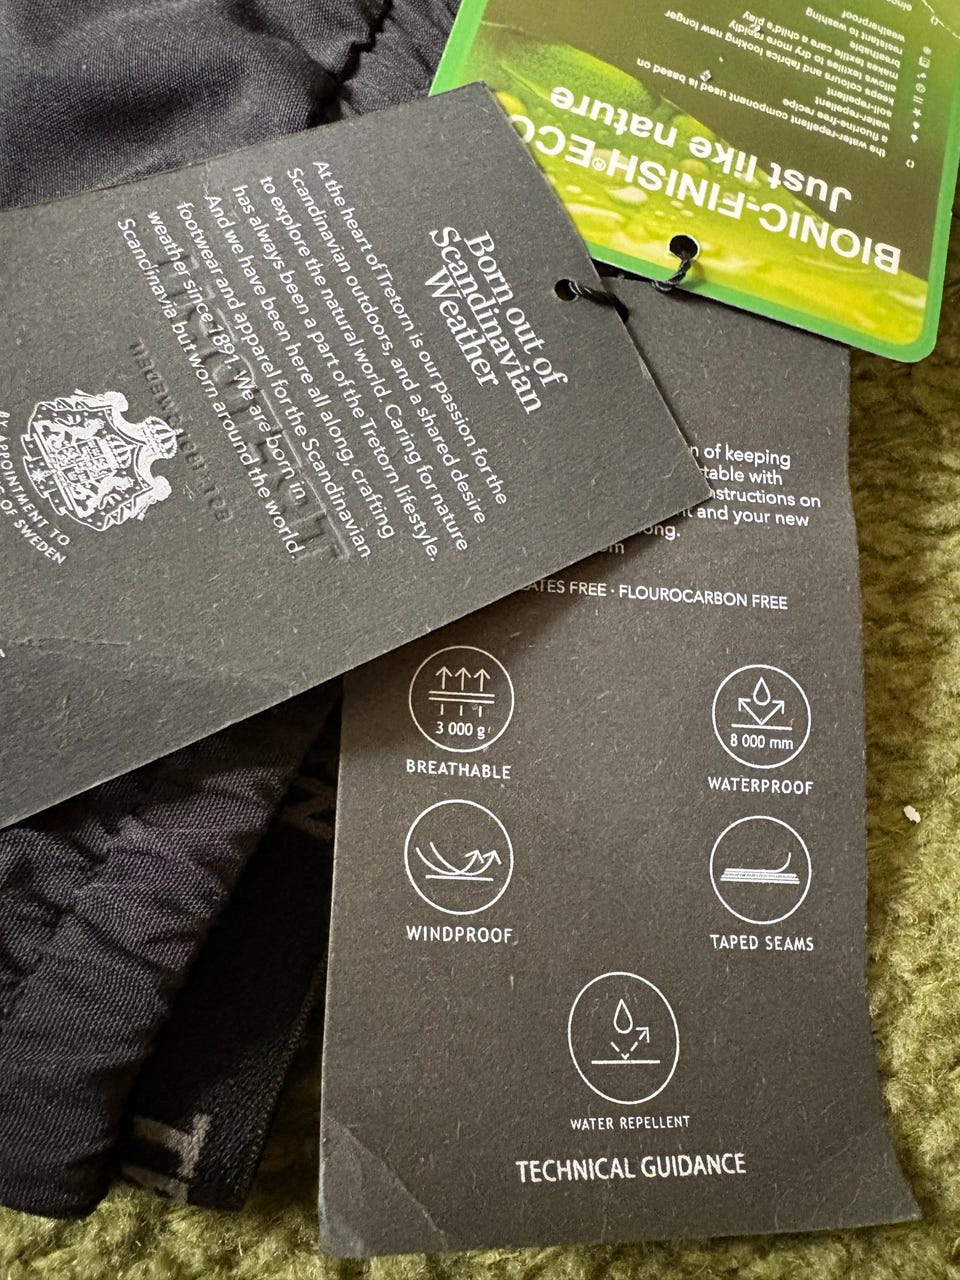 BIONIC-FINISH®ECO
Just like nature
the water-repellent component used is based on
a fluorine-free recipe
water-repellent
soil-repellent
keeps colours and fabrics looking new longer
allows
makes textiles to dry more rapidly
textile care a child's play
resistant to washing
weatherproof
Born out of
Scandinavian
Weather
At the heart of Tretorn is our passion for the
Scandinavian outdoors, and a shared desire
to explore the natural world. Caring for nature
has always been a part of the Tretorn lifestyle.
And we have been here all along, crafting
footwear and apparel for the Scandinavian
weather since 1891. We are born in
Scandinavia but worn around the world.
BY APPOINTMENT TO
OF SWEDEN
n of keeping
table with
nstructions on
and your new
ong.
ATES FREE · FLOUROCARBON FREE
3 000 g
BREATHABLE
8 000 mm
WATERPROOF
WINDPROOF
TAPED SEAMS
WATER REPELLENT
TECHNICAL GUIDANCE